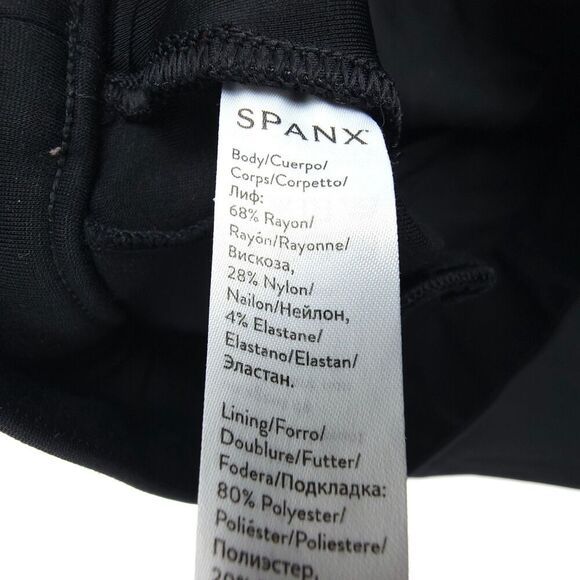 SPANX
Body/Cuerpo/
Corps/Corpetto/
Лиф:
68% Rayon/
Rayón/Rayonne/
Вискоза,
28% Nylon/
Nailon/Нейлон,
4% Elastane/
Elastano/Elastan/
Эластан.
Lining/Forro/
Doublure/Futter/
Fodera/Подкладка:
80% Polyester/
Poliéster/Poliestere/
Полиэстер,
20%